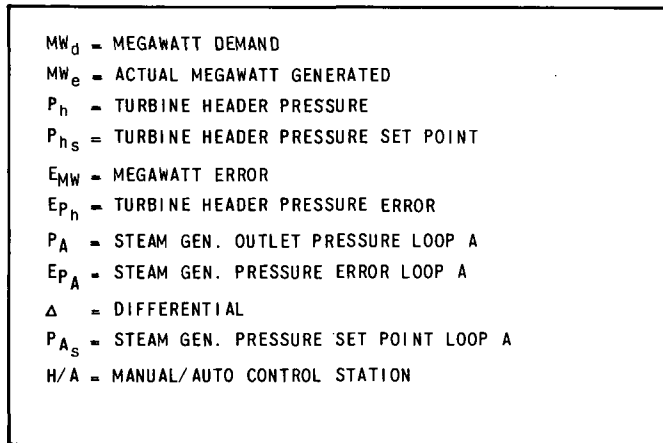 MWd = MEGAWATT DEMAND
MWe = ACTUAL MEGAWATT GENERATED
Ph = TURBINE HEADER PRESSURE
Phs = TURBINE HEADER PRESSURE SET POINT
EMW = MEGAWATT ERROR
EPh = TURBINE HEADER PRESSURE ERROR
PA = STEAM GEN. OUTLET PRESSURE LOOP A
EPA = STEAM GEN. PRESSURE ERROR LOOP A
Δ = DIFFERENTIAL
PAs = STEAM GEN. PRESSURE SET POINT LOOP A
H/A = MANUAL/AUTO CONTROL STATION